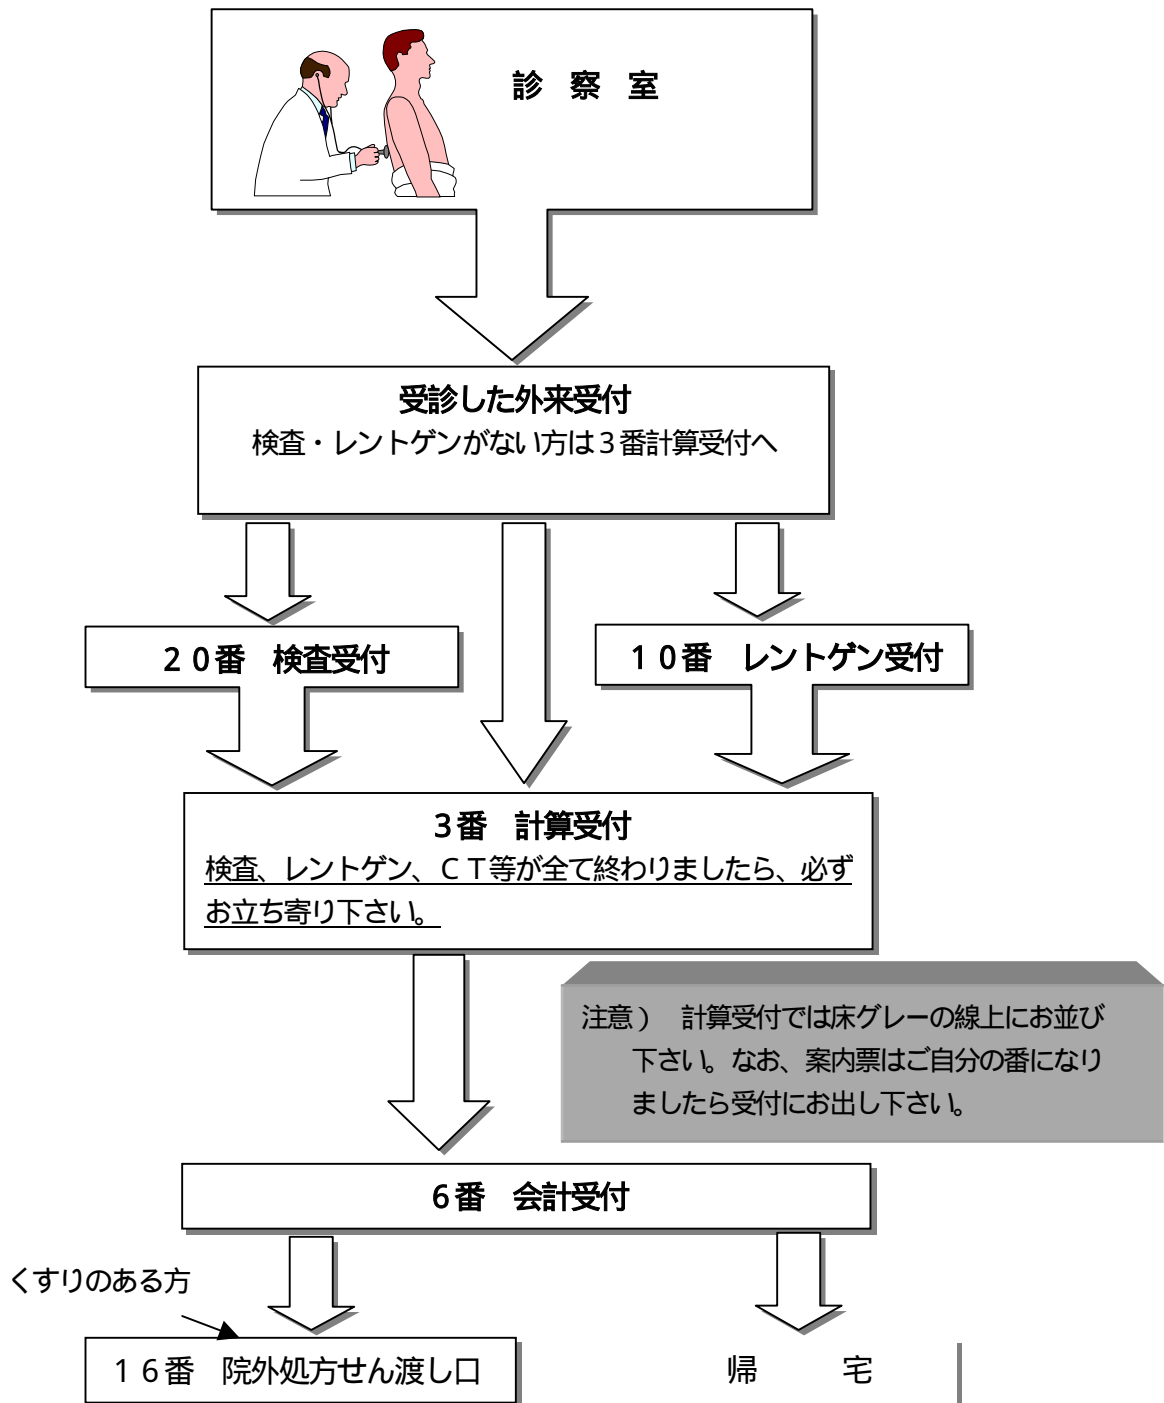 診 察 室
受診した外来受付
検査・レントゲンがない方は３番計算受付へ
２０番　検査受付
１０番　レントゲン受付
３番　計算受付
検査、レントゲン、ＣＴ等が全て終わりましたら、必ず
お立ち寄り下さい。
注意）　計算受付では床グレーの線上にお並び
下さい。なお、案内票はご自分の番になり
ましたら受付にお出し下さい。
６番　会計受付
くすりのある方
１６番　院外処方せん渡し口
帰　　宅